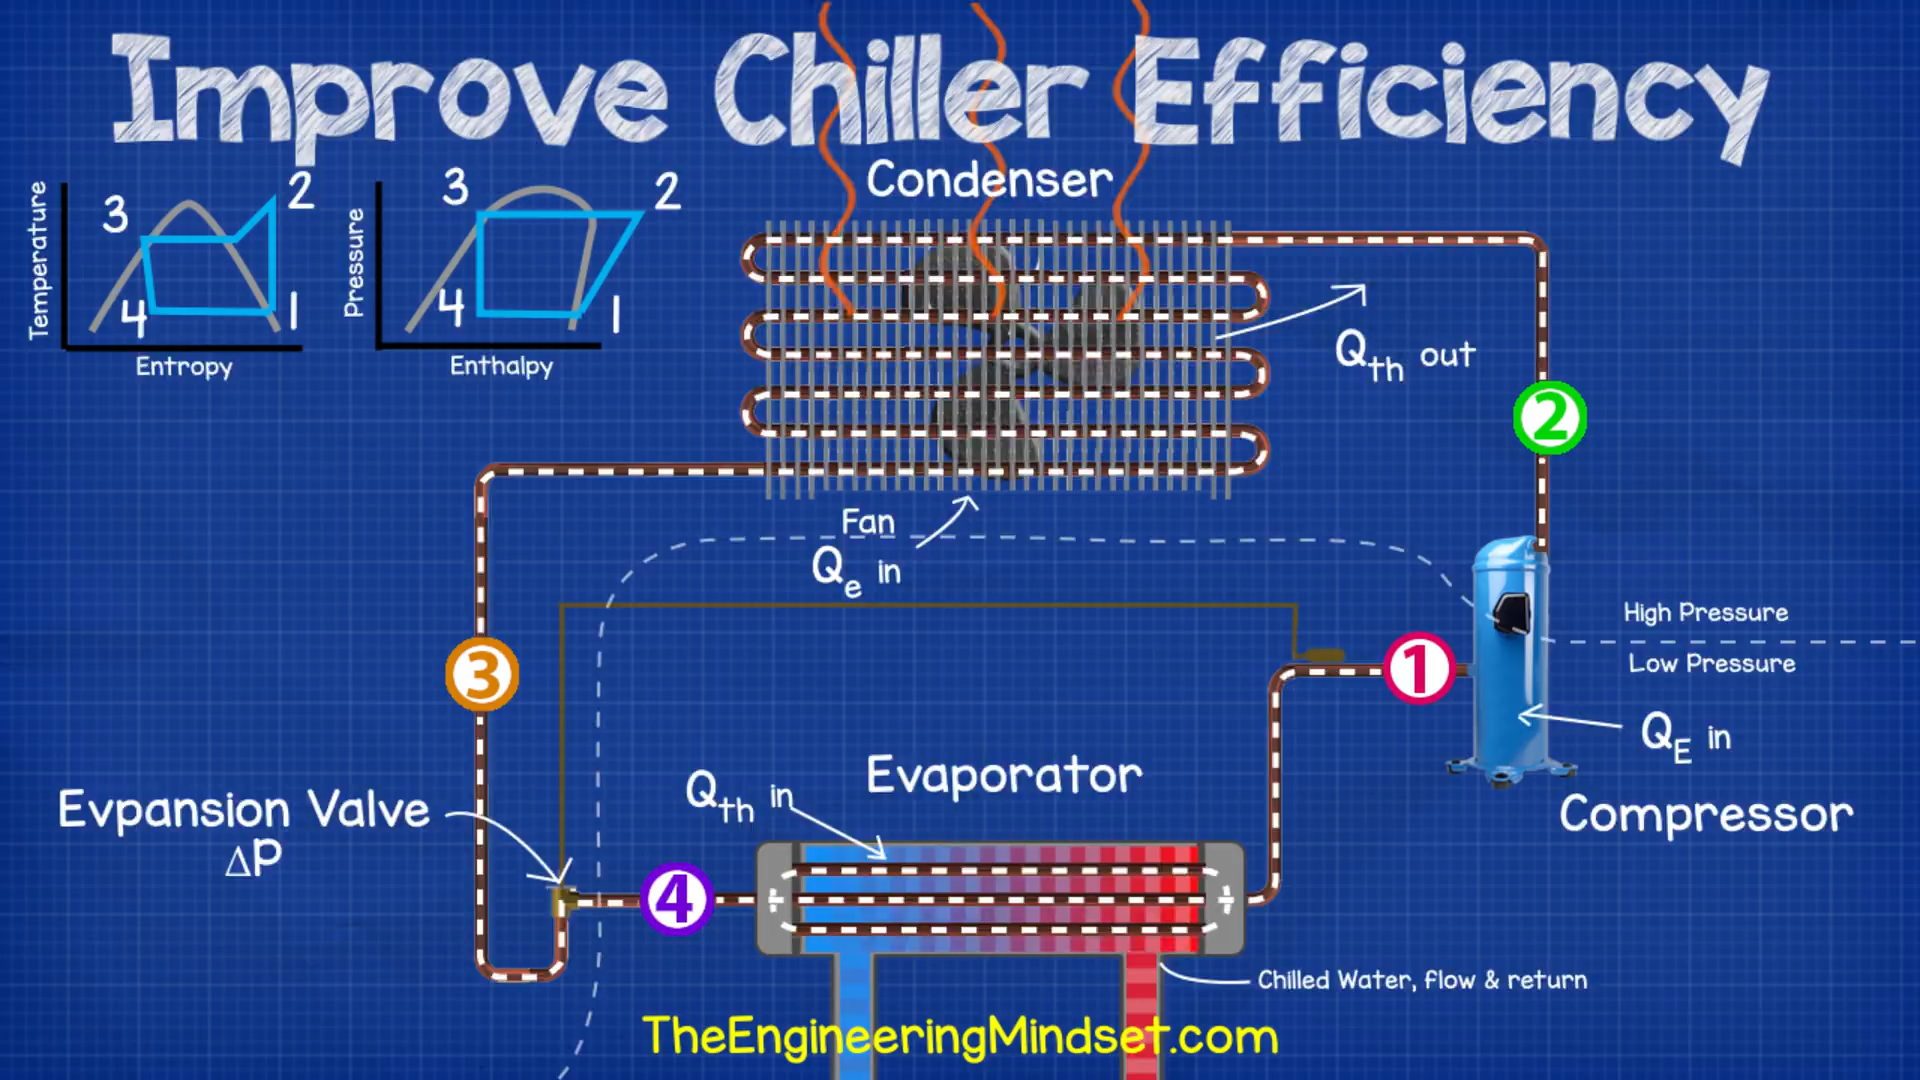 Improve Chiller Efficiency
Condenser
Temperature
3
2
4
1
Entropy
Pressure
3
2
4
1
Enthalpy
Qth out
2
Fan
Qe in
High Pressure
Low Pressure
3
1
QE in
Compressor
Evaporator
Qth in
Evpansion Valve
ΔP
4
Chilled Water, flow & return
TheEngineeringMindset.com